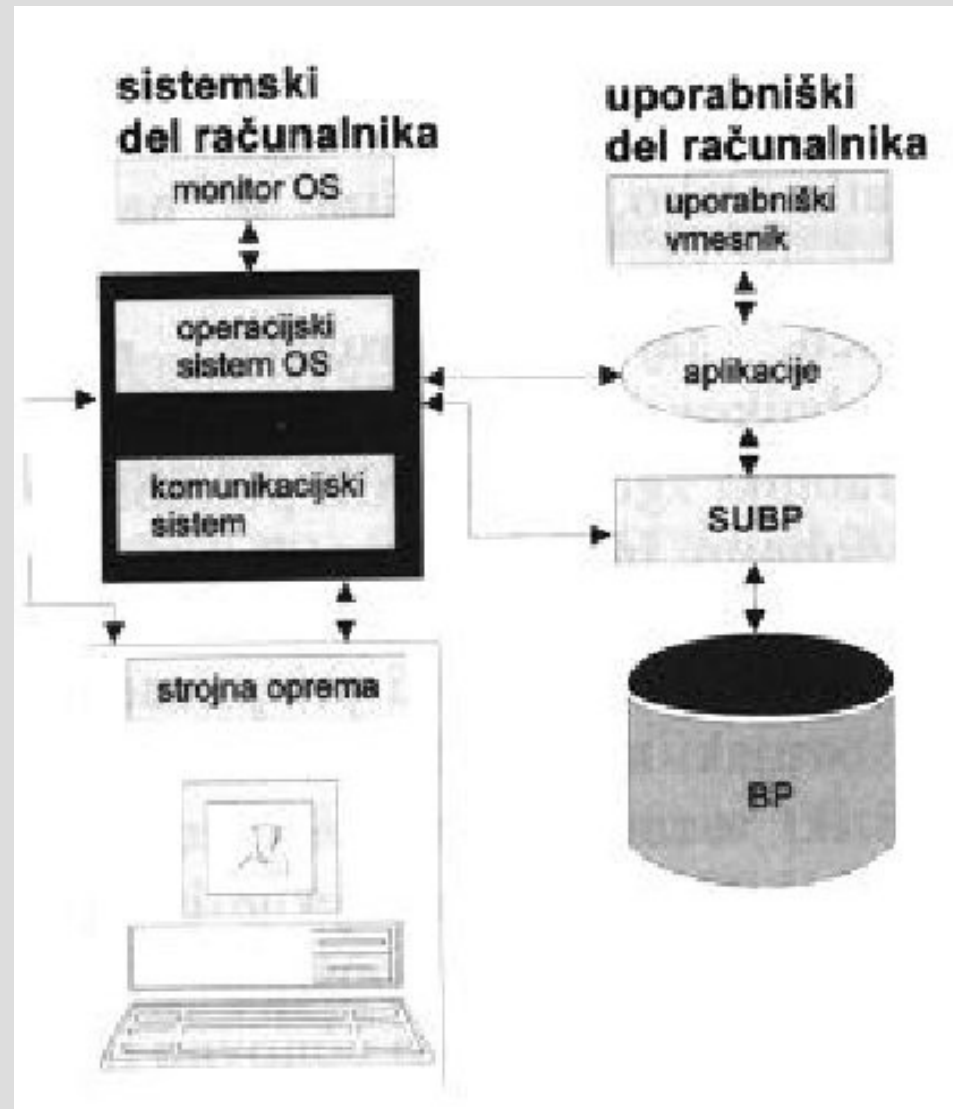 sistemski
del računalnika
monitor OS
operacijski
sistem OS
komunikacijski
sistem
strojna oprema
uporabniški
del računalnika
uporabniški
vmesnik
aplikacije
SUBP
BP